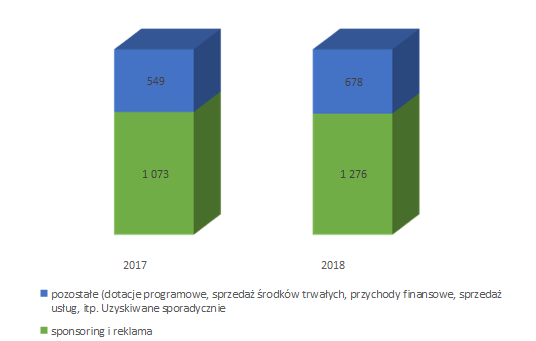 549
678
1 073
1 276
2017
2018
pozostałe (dotacje programowe, sprzedaż środków trwałych, przychody finansowe, sprzedaż
usług, itp. Uzyskiwane sporadycznie
sponsoring i reklama